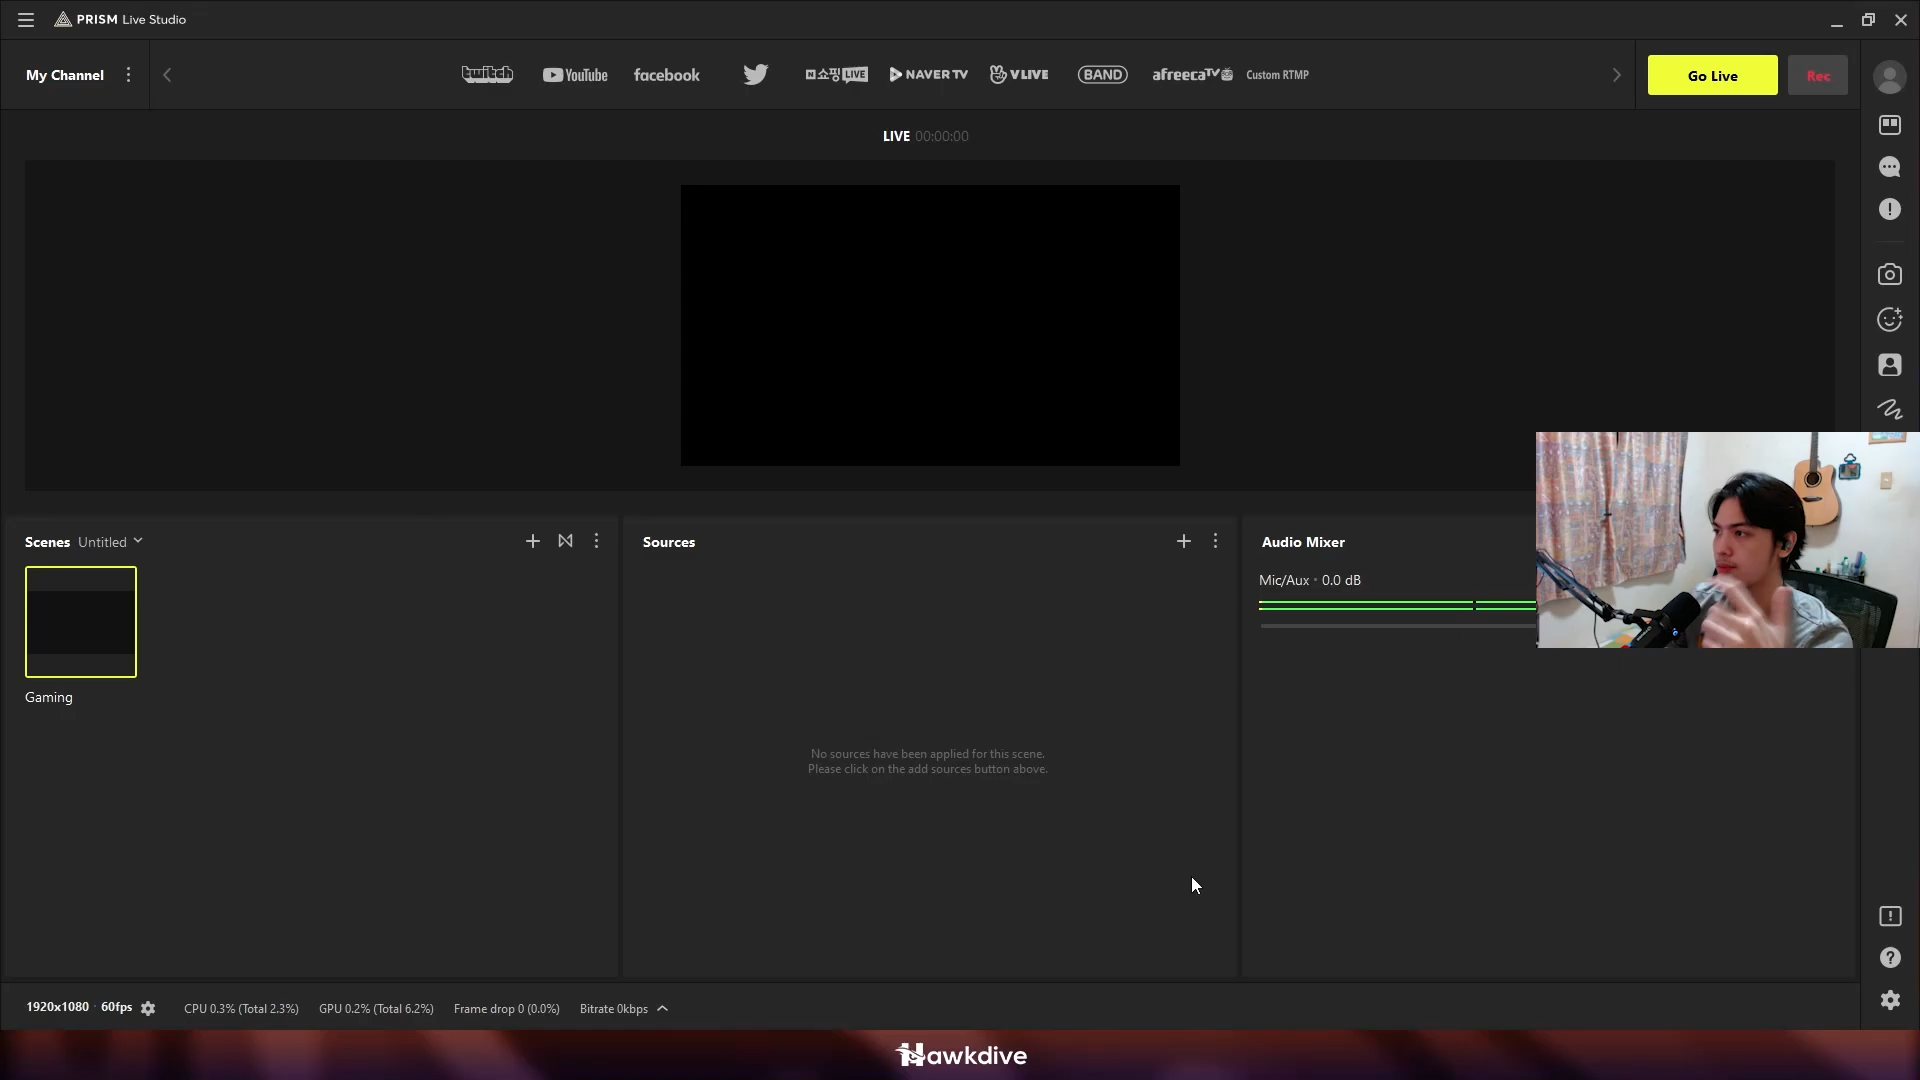 PRISM Live Studio
My Channel
twitch
YouTube
facebook
N쇼핑LIVE
NAVER TV
VLIVE
BAND
afreecaTV
Custom RTMP
Go Live
Rec
LIVE 00:00:00
Scenes Untitled
Gaming
Sources
No sources have been applied for this scene.
Please click on the add sources button above.
Audio Mixer
Mic/Aux · 0.0 dB
1920x1080 · 60fps
CPU 0.3% (Total 2.3%)
GPU 0.2% (Total 6.2%)
Frame drop 0 (0.0%)
Bitrate 0kbps
Hawkdive